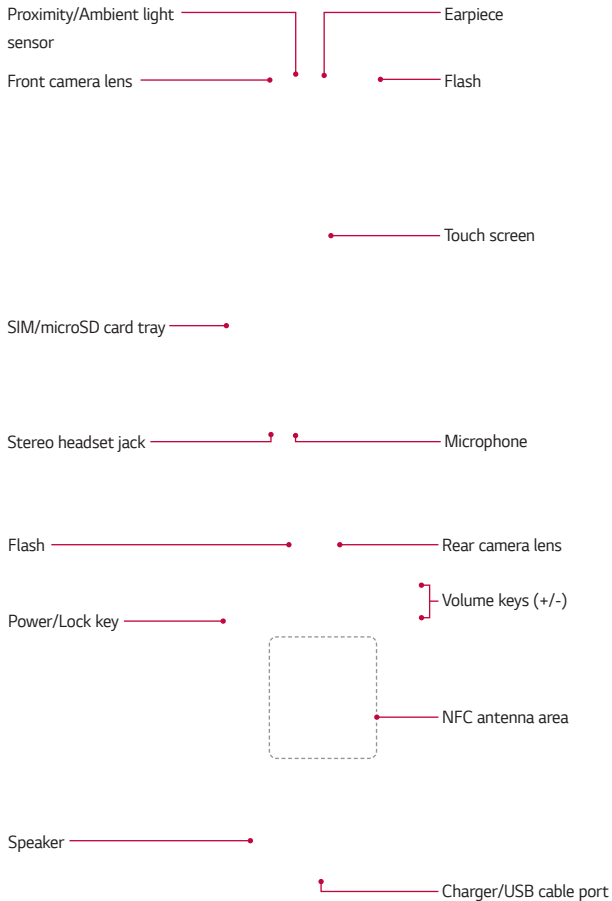 Proximity/Ambient light
sensor
Earpiece
Front camera lens
Flash
Touch screen
SIM/microSD card tray
Stereo headset jack
Microphone
Flash
Rear camera lens
Volume keys (+/-)
Power/Lock key
NFC antenna area
Speaker
Charger/USB cable port